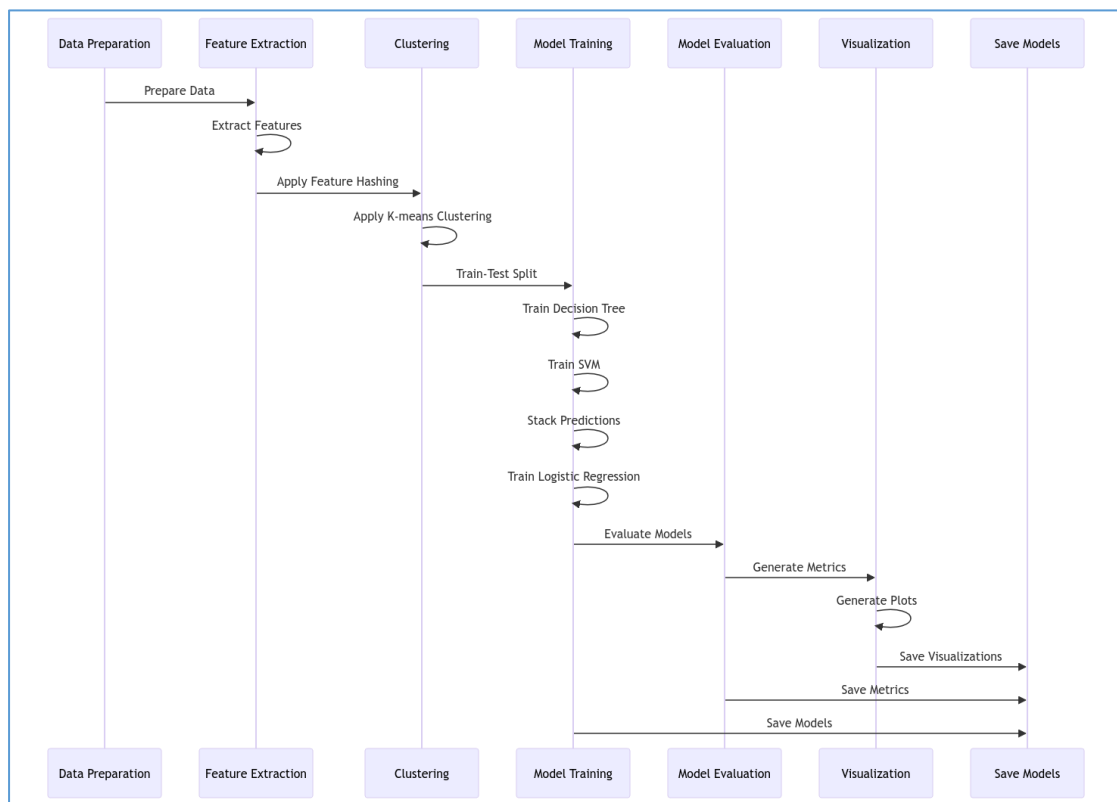 Data Preparation
Feature Extraction
Clustering
Model Training
Model Evaluation
Visualization
Save Models
Prepare Data
Extract Features
Apply Feature Hashing
Apply K-means Clustering
Train-Test Split
Train Decision Tree
Train SVM
Stack Predictions
Train Logistic Regression
Evaluate Models
Generate Metrics
Generate Plots
Save Visualizations
Save Metrics
Save Models
Data Preparation
Feature Extraction
Clustering
Model Training
Model Evaluation
Visualization
Save Models